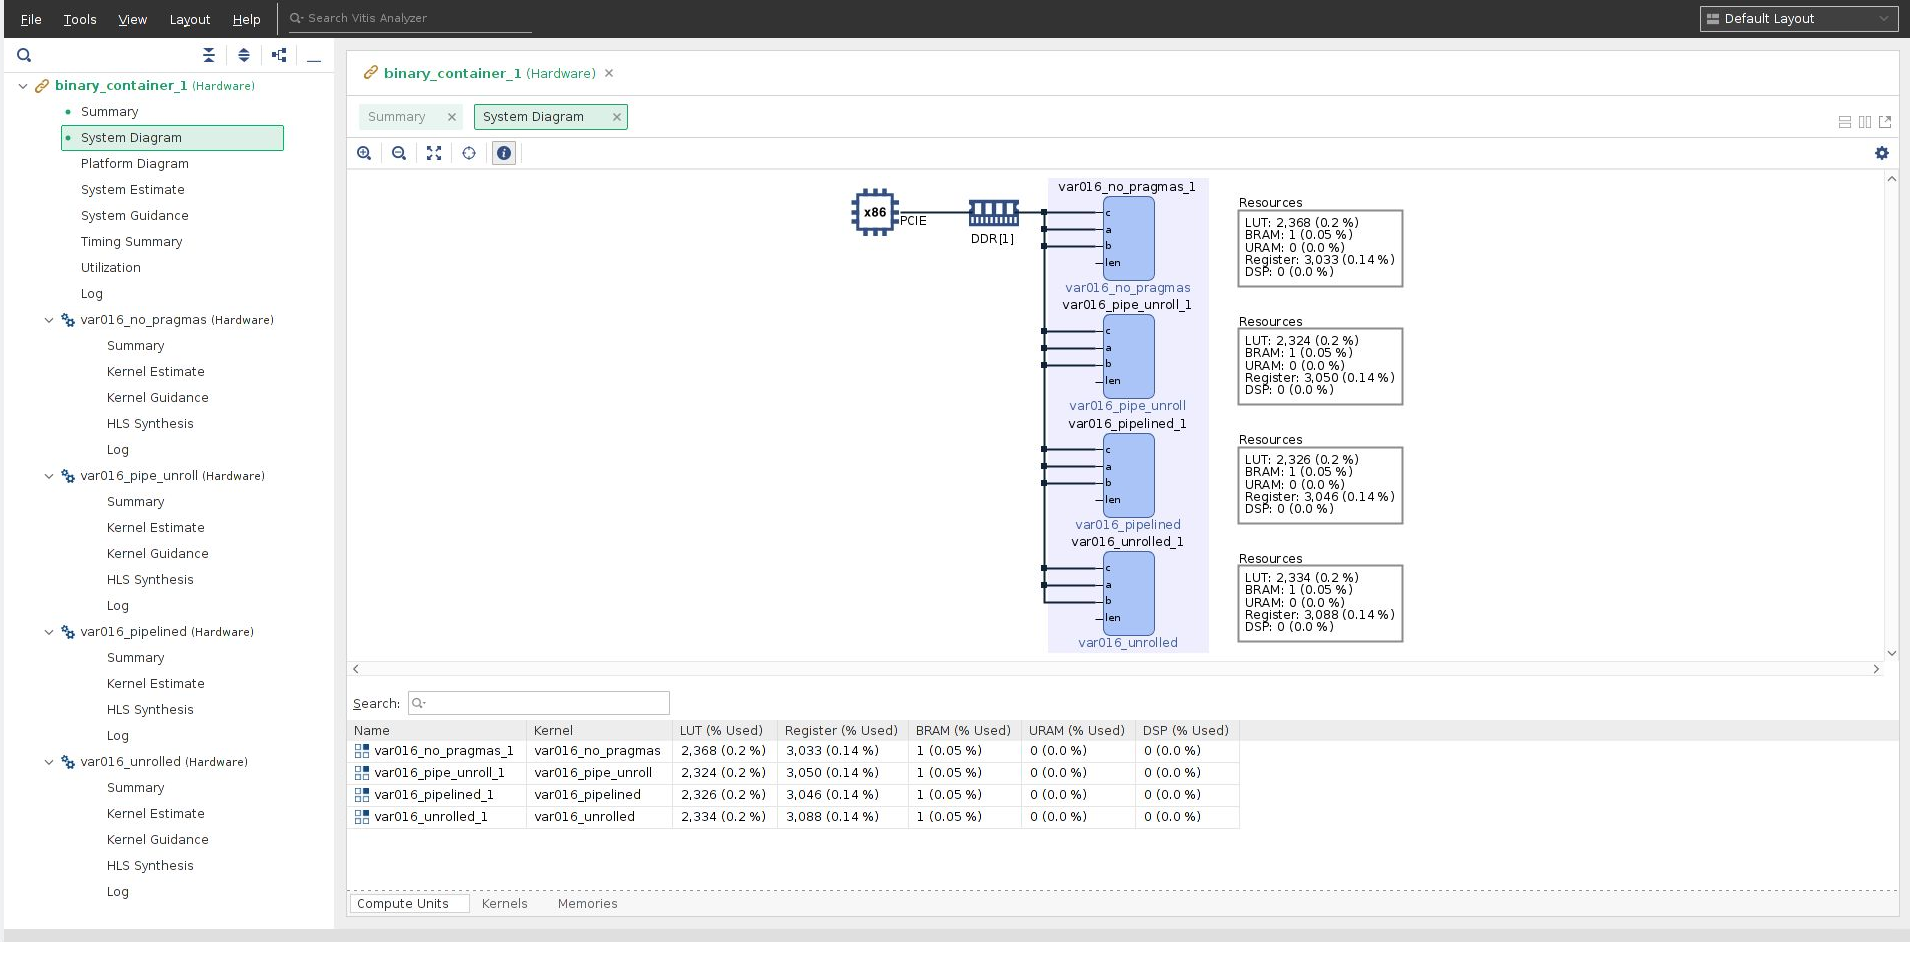 File Tools View Layout Help Search Vitis Analyzer Default Layout
binary_container_1 (Hardware)
Summary
System Diagram
Platform Diagram
System Estimate
System Guidance
Timing Summary
Utilization
Log
var016_no_pragmas (Hardware)
Summary
Kernel Estimate
Kernel Guidance
HLS Synthesis
Log
var016_pipe_unroll (Hardware)
Summary
Kernel Estimate
Kernel Guidance
HLS Synthesis
Log
var016_pipelined (Hardware)
Summary
Kernel Estimate
HLS Synthesis
Log
var016_unrolled (Hardware)
Summary
Kernel Estimate
Kernel Guidance
HLS Synthesis
Log
binary_container_1 (Hardware)
Summary System Diagram
x86
PCIE
DDR[1]
var016_no_pragmas_1
c
a
b
len
var016_no_pragmas
Resources
LUT: 2,368 (0.2 %)
BRAM: 1 (0.05 %)
URAM: 0 (0.0 %)
Register: 3,033 (0.14 %)
DSP: 0 (0.0 %)
var016_pipe_unroll_1
c
a
b
len
var016_pipe_unroll
Resources
LUT: 2,324 (0.2 %)
BRAM: 1 (0.05 %)
URAM: 0 (0.0 %)
Register: 3,050 (0.14 %)
DSP: 0 (0.0 %)
var016_pipelined_1
c
a
b
len
var016_pipelined
Resources
LUT: 2,326 (0.2 %)
BRAM: 1 (0.05 %)
URAM: 0 (0.0 %)
Register: 3,046 (0.14 %)
DSP: 0 (0.0 %)
var016_unrolled_1
c
a
b
len
var016_unrolled
Resources
LUT: 2,334 (0.2 %)
BRAM: 1 (0.05 %)
URAM: 0 (0.0 %)
Register: 3,088 (0.14 %)
DSP: 0 (0.0 %)
Search:
Name Kernel LUT (% Used) Register (% Used) BRAM (% Used) URAM (% Used) DSP (% Used)
var016_no_pragmas_1 var016_no_pragmas 2,368 (0.2 %) 3,033 (0.14 %) 1 (0.05 %) 0 (0.0 %) 0 (0.0 %)
var016_pipe_unroll_1 var016_pipe_unroll 2,324 (0.2 %) 3,050 (0.14 %) 1 (0.05 %) 0 (0.0 %) 0 (0.0 %)
var016_pipelined_1 var016_pipelined 2,326 (0.2 %) 3,046 (0.14 %) 1 (0.05 %) 0 (0.0 %) 0 (0.0 %)
var016_unrolled_1 var016_unrolled 2,334 (0.2 %) 3,088 (0.14 %) 1 (0.05 %) 0 (0.0 %) 0 (0.0 %)
Compute Units Kernels Memories